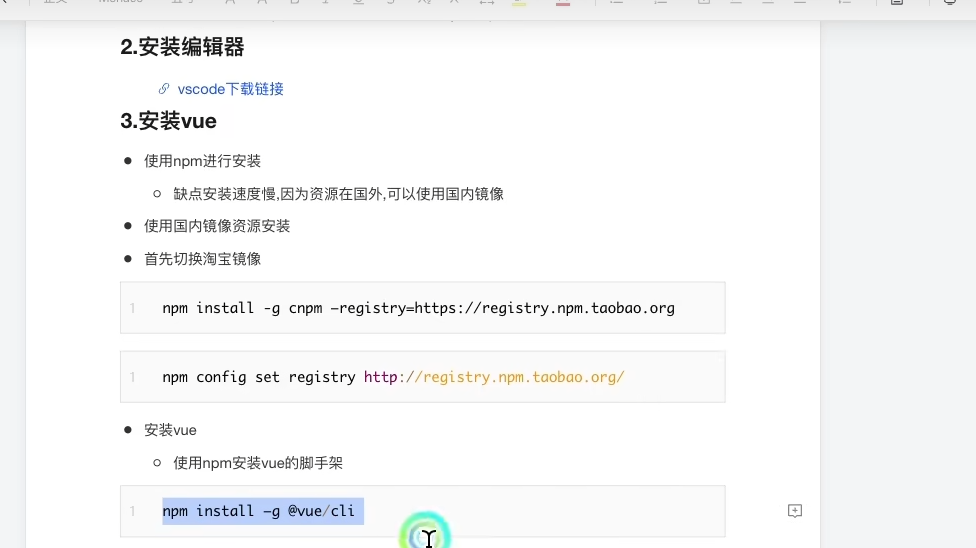 2.安装编辑器
vscode下载链接
3.安装vue
使用npm进行安装
缺点安装速度慢,因为资源在国外,可以使用国内镜像
使用国内镜像资源安装
首先切换淘宝镜像
1 npm install -g cnpm —registry=https://registry.npm.taobao.org
1 npm config set registry http://registry.npm.taobao.org/
安装vue
使用npm安装vue的脚手架
1 npm install —g @vue/cli